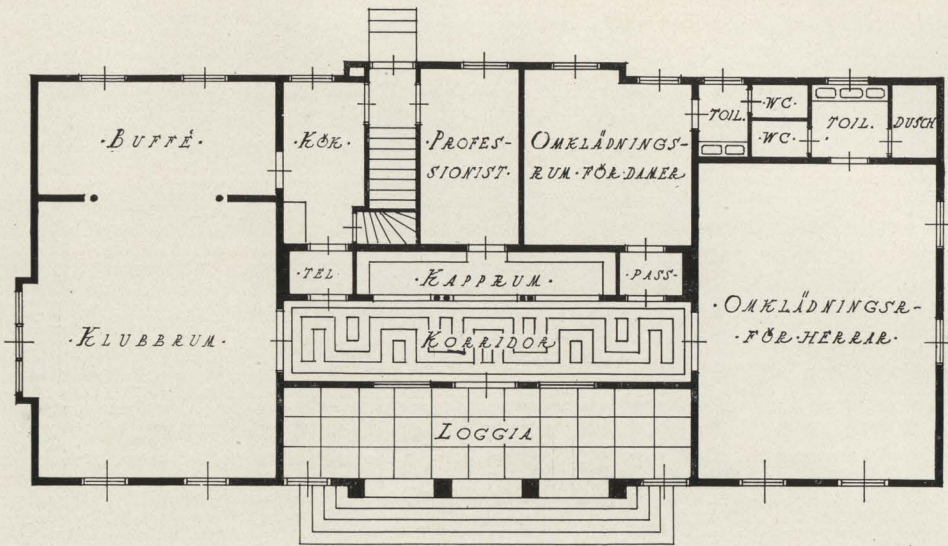 ·BUFFÉ·
·KÖK·
·PROFES-
SIONIST·
OMKLÄDNINGS-
RUM·FÖR·DAMER
·TOIL.
·WC·
·WC·
TOIL.
DUSCH
·TEL
·KAPPRUM·
·PASS·
·KLUBBRUM·
KORRIDOR
·OMKLÄDNINGSR-
·FÖR·HERRAR·
LOGGIA